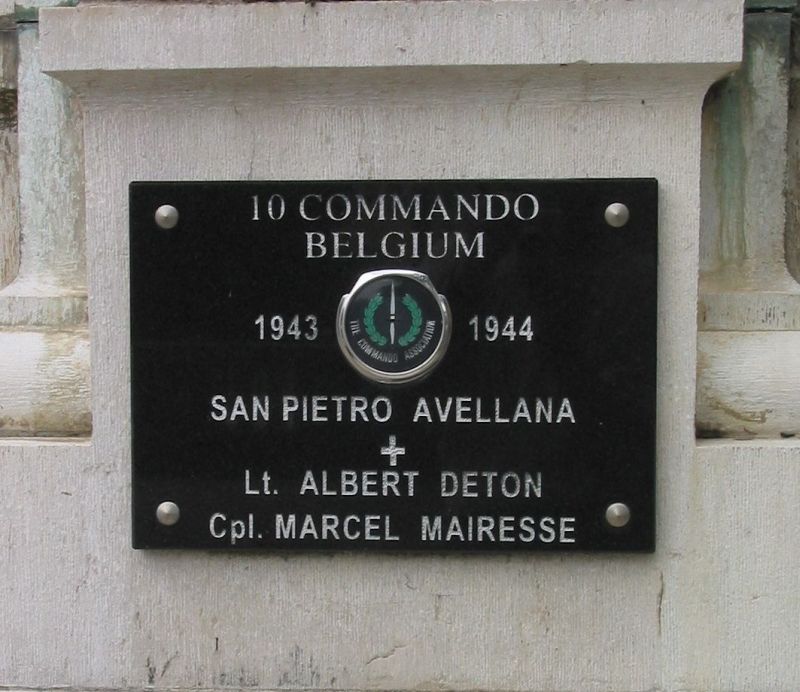 10 COMMANDO
BELGIUM
1943 1944
THE COMMANDO ASSOCIATION
SAN PIETRO AVELLANA
Lt. ALBERT DETON
Cpl. MARCEL MAIRESSE